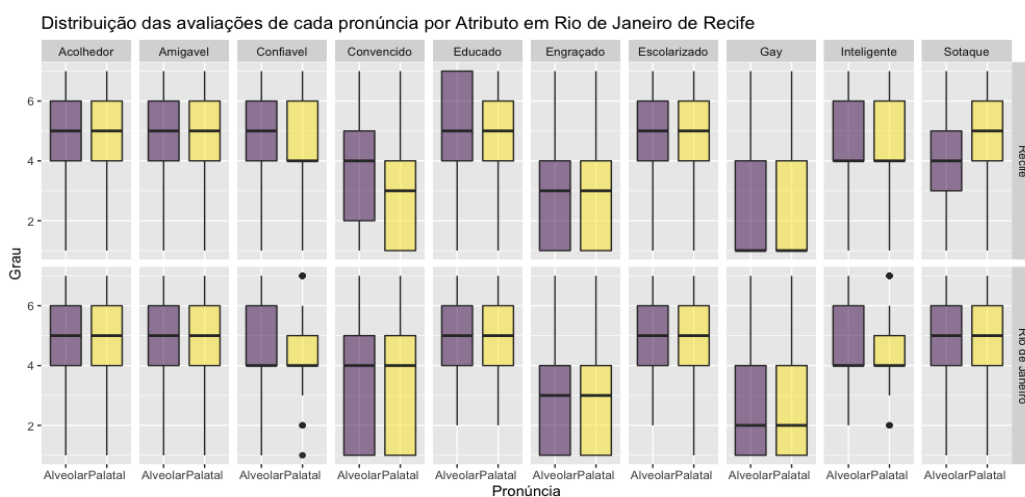 Distribuição das avaliações de cada pronúncia por Atributo em Rio de Janeiro de Recife
Acolhedor Amigavel Confiavel Convencido Educado Engraçado Escolarizado Gay Inteligente Sotaque
6
4
2
Recife
Grau
6
4
2
Rio de Janeiro
AlveolarPalatal AlveolarPalatal AlveolarPalatal AlveolarPalatal AlveolarPalatal AlveolarPalatal AlveolarPalatal AlveolarPalatal AlveolarPalatal AlveolarPalatal
Pronúncia